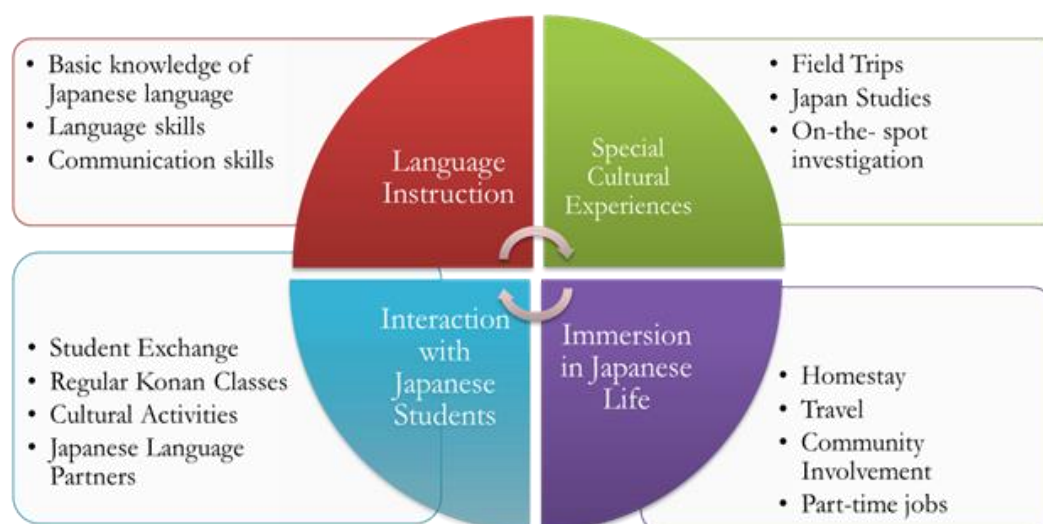 • Basic knowledge of
Japanese language
• Language skills
• Communication skills
Language
Instruction
Special
Cultural
Experiences
• Field Trips
• Japan Studies
• On-the- spot
investigation
• Student Exchange
• Regular Konan Classes
• Cultural Activities
• Japanese Language
Partners
Interaction
with
Japanese
Students
Immersion
in Japanese
Life
• Homestay
• Travel
• Community
Involvement
• Part-time jobs